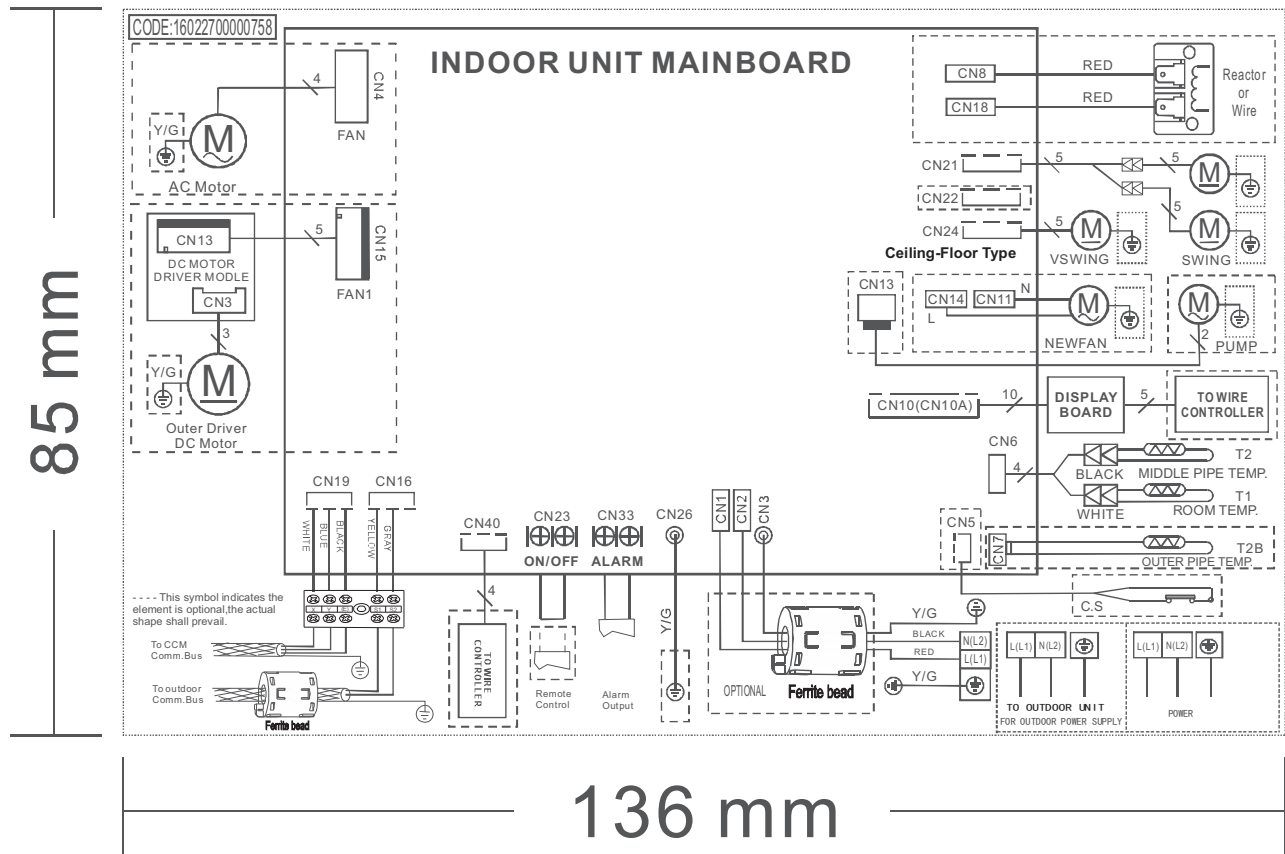 CODE:16022700000758
INDOOR UNIT MAINBOARD
4
CN4
FAN
Y/G
M
AC Motor
CN13
DC MOTOR
DRIVER MODLE
CN3
5
CN15
FAN1
3
Y/G
M
Outer Driver
DC Motor
CN8
RED
CN18
RED
Reactor
or
Wire
CN21
5
5
M
CN22
5
CN24
5
M
M
Ceiling-Floor Type
VSWING
SWING
CN13
CN14
CN11
N
L
M
NEWFAN
M
2
PUMP
CN10(CN10A)
10
DISPLAY
BOARD
5
TO WIRE
CONTROLLER
CN6
4
BLACK
T2
MIDDLE PIPE TEMP.
WHITE
T1
ROOM TEMP.
CN5
CN7
T2B
OUTER PIPE TEMP.
C.S
CN19
CN16
WHITE
BLUE
BLACK
YELLOW
GRAY
X
Y
E
S1
S2
CN40
4
TO WIRE
CONTROLLER
CN23
ON/OFF
Remote
Control
CN33
ALARM
Alarm
Output
CN26
Y/G
CN1
CN2
CN3
OPTIONAL
Ferrite bead
Y/G
BLACK
RED
Y/G
N(L2)
L(L1)
L(L1)
N(L2)
TO OUTDOOR UNIT
FOR OUTDOOR POWER SUPPLY
L(L1)
N(L2)
POWER
- - - - This symbol indicates the
element is optional,the actual
shape shall prevail.
To CCM
Comm.Bus
To outdoor
Comm.Bus
Ferrite bead
85 mm
136 mm